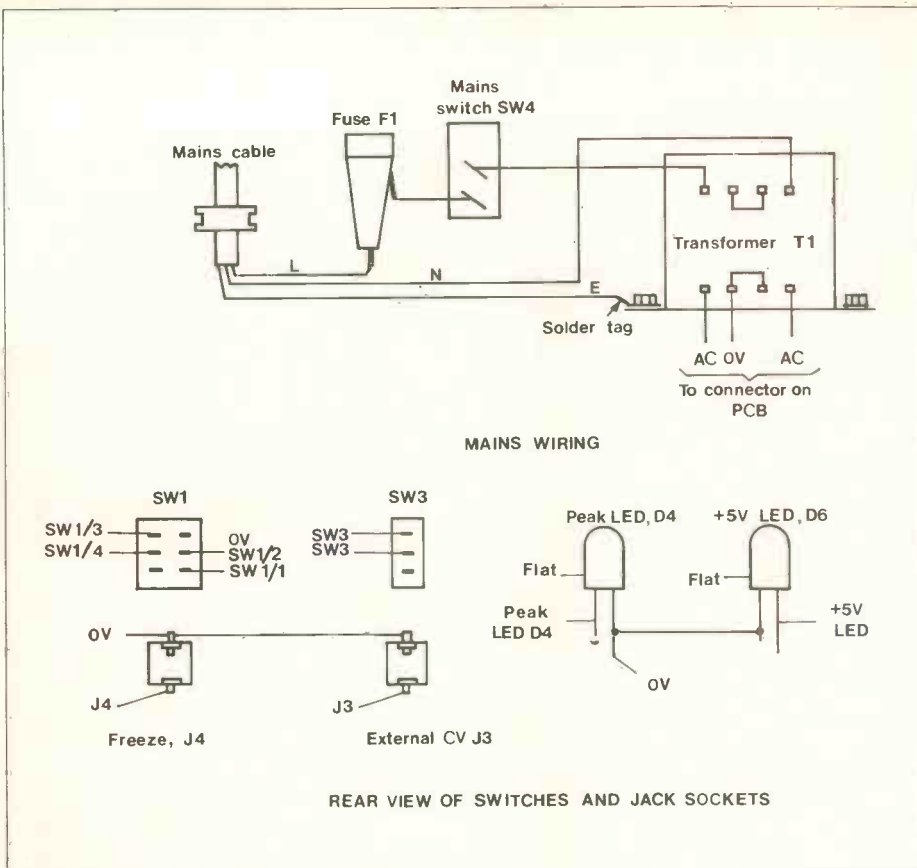 Mains
switch SW4
Fuse F1
Mains cable
L
N
E
Transformer T1
Solder tag
AC 0V AC
To connector on
PCB
MAINS WIRING
SW1
SW3
SW1/3
SW1/4
0V
SW1/2
SW1/1
SW3
SW3
Peak LED, D4
+5V LED, D6
Flat
Flat
Peak
LED D4
+5V
LED
0V
0V
J4
J3
Freeze, J4
External CV J3
REAR VIEW OF SWITCHES AND JACK SOCKETS